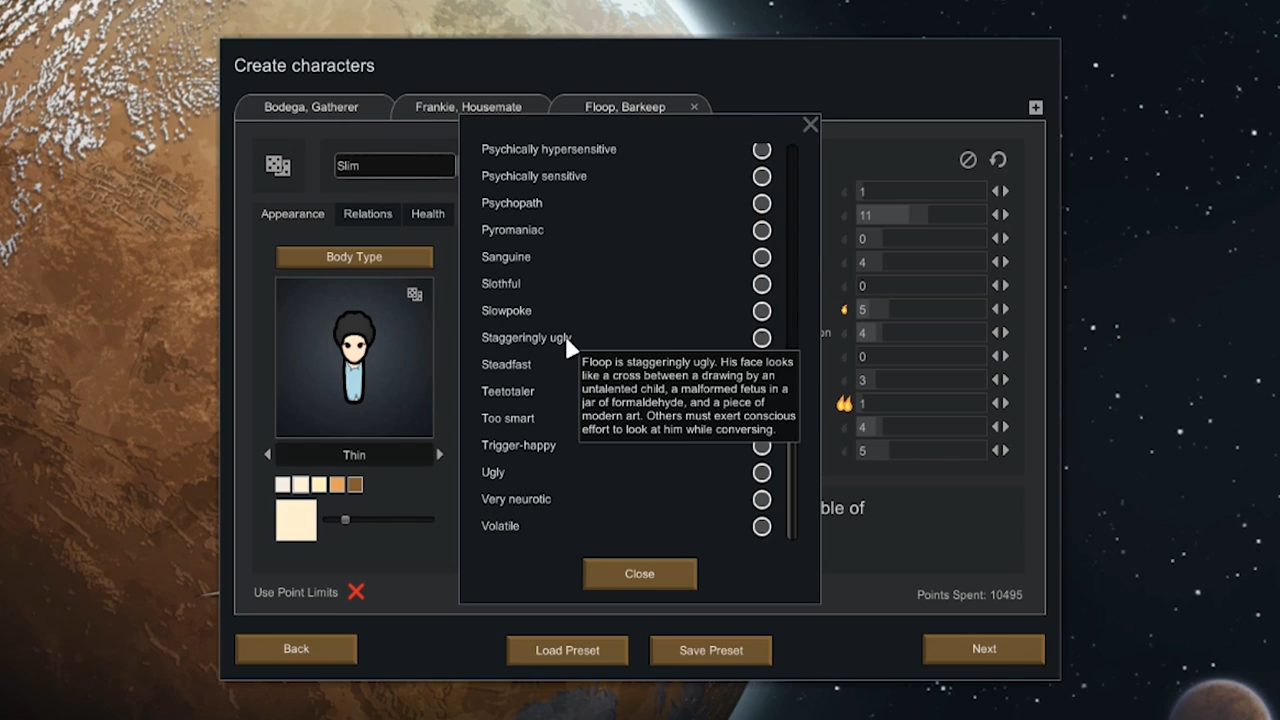 Create characters
Bodega, Gatherer
Frankie, Housemate
Floop, Barkeep
Slim
Appearance
Relations
Health
Body Type
Thin
Use Point Limits
Psychically hypersensitive
Psychically sensitive
Psychopath
Pyromaniac
Sanguine
Slothful
Slowpoke
Staggeringly ugly
Steadfast
Teetotaler
Too smart
Trigger-happy
Ugly
Very neurotic
Volatile
Floop is staggeringly ugly. His face looks
like a cross between a drawing by an
untalented child, a malformed fetus in a
jar of formaldehyde, and a piece of
modern art. Others must exert conscious
effort to look at him while conversing.
Close
1
11
0
4
0
5
on 4
0
3
1
4
5
ble of
Points Spent: 10495
Back
Load Preset
Save Preset
Next